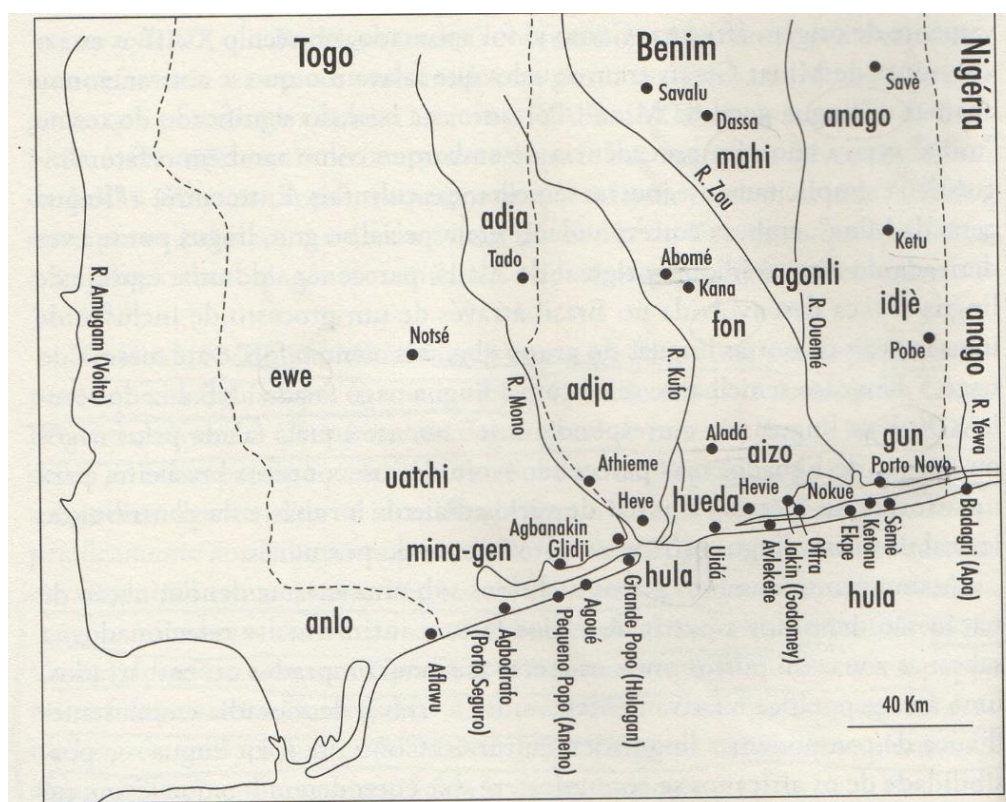 Togo
Benim
Nigéria
Savalu
Savè
Dassa
anago
mahi
R. Zou
adja
Tado
Ketu
Abomé
Kana
agonli
R. Amugun Volta
idjè
anago
fon
R. Ouemé
Notsé
Pobe
ewe
R. Mono
adja
R. Kufo
R. Yewa
Aladá
gun
aizo
uatchi
Athieme
Porto Novo
Hevie
Nokué
Heve
hueda
Agbanakin
mina-gen
Glidji
hula
Uidá
Jelekete
Jakin (Godomey)
Offra
Ekpe
Ketonu
Semè
Badagri (Apa)
hula
anlo
Aflawu
Agbodrafo
(Porto Seguro)
Pequeno Popo (Aneho)
Agoué
Grande Popo (Hulagan)
40 Km